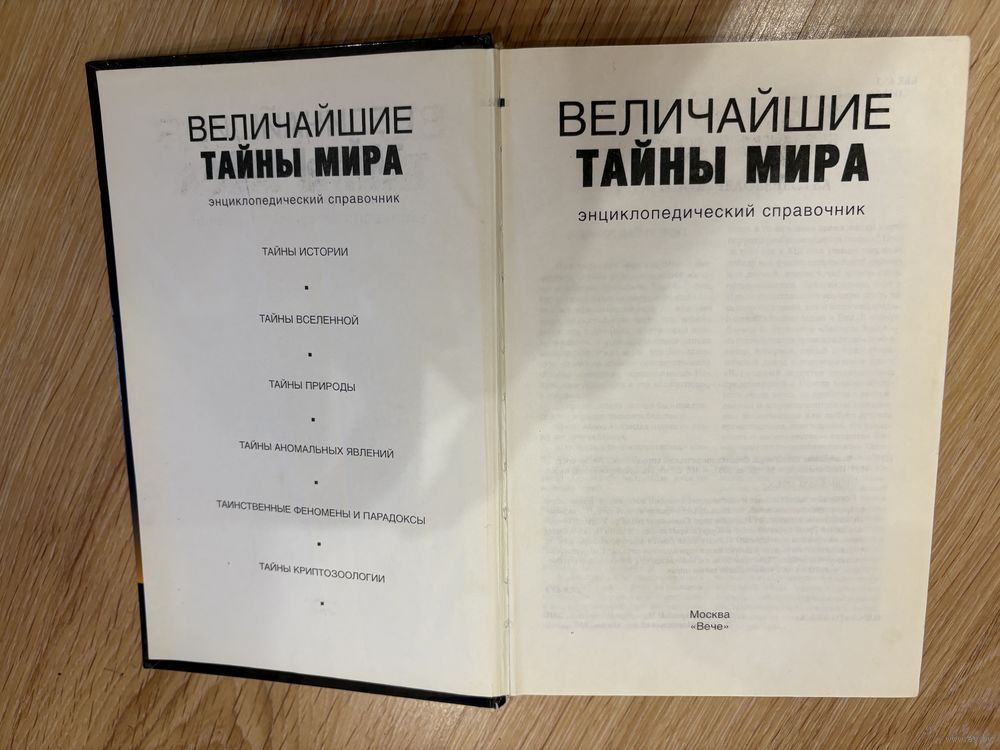 ВЕЛИЧАЙШИЕ
ТАЙНЫ МИРА
энциклопедический справочник
ТАЙНЫ ИСТОРИИ
ТАЙНЫ ВСЕЛЕННОЙ
ТАЙНЫ ПРИРОДЫ
ТАЙНЫ АНОМАЛЬНЫХ ЯВЛЕНИЙ
ТАИНСТВЕННЫЕ ФЕНОМЕНЫ И ПАРАДОКСЫ
ТАЙНЫ КРИПТОЗООЛОГИИ
ВЕЛИЧАЙШИЕ
ТАЙНЫ МИРА
энциклопедический справочник
Москва
«Вече»